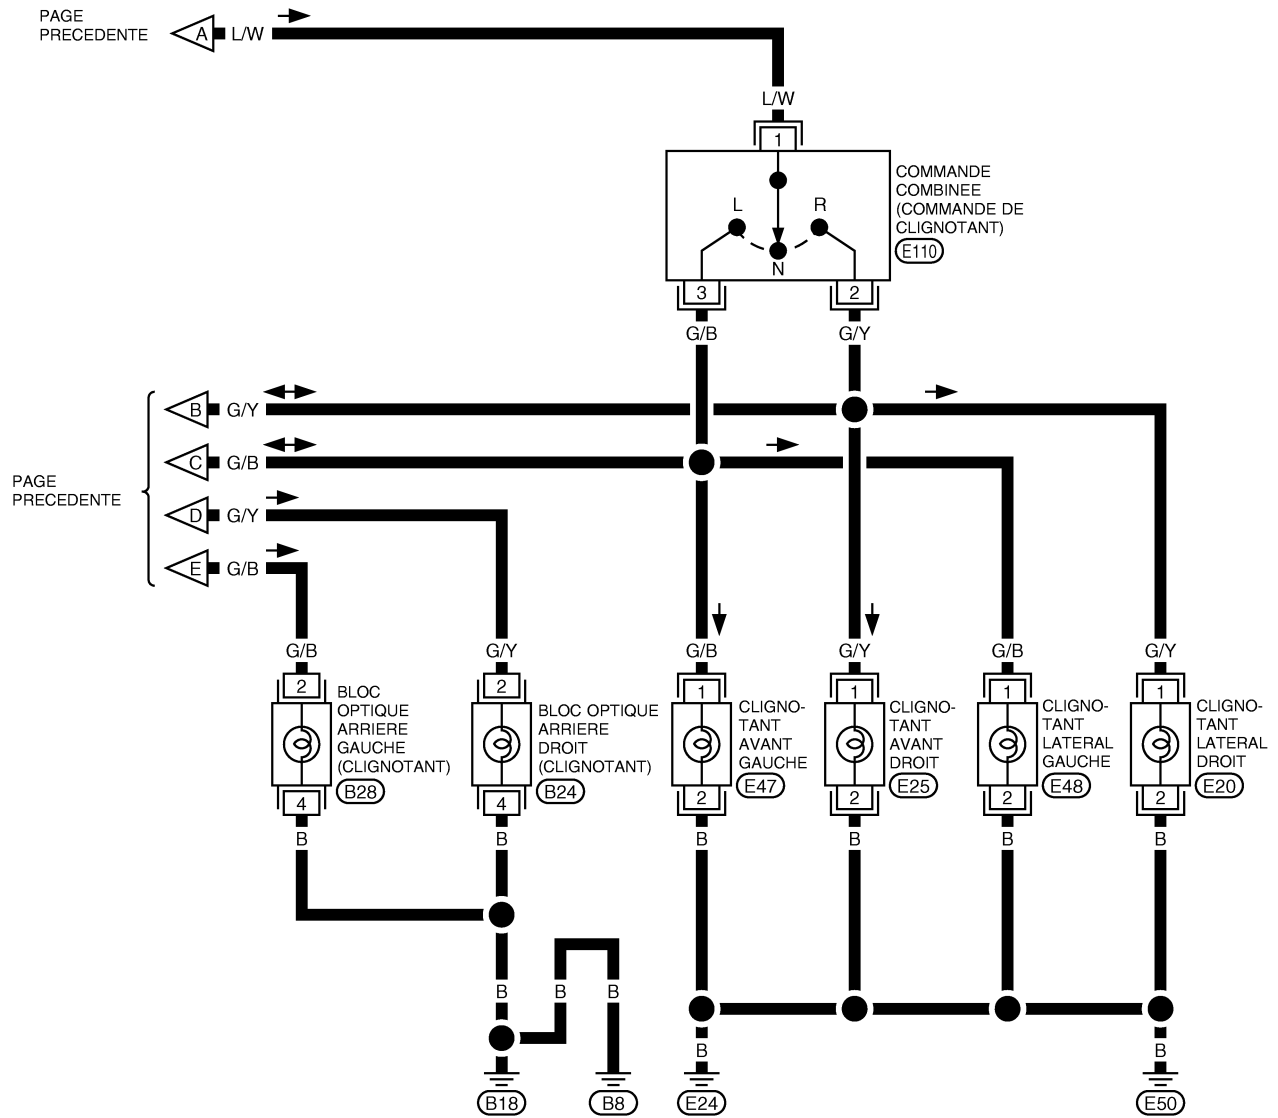 PAGE
PRECEDENTE
A L/W
L/W
1
COMMANDE
COMBINEE
(COMMANDE DE
CLIGNOTANT)
E110
L R
N
3 2
G/B G/Y
B G/Y
C G/B
PAGE
PRECEDENTE
D G/Y
E G/B
G/B G/Y G/B G/Y G/B G/Y
2 2 1 1 1 1
BLOC
OPTIQUE
ARRIERE
GAUCHE
(CLIGNOTANT)
B28
BLOC OPTIQUE
ARRIERE
DROIT
(CLIGNOTANT)
B24
CLIGNO-
TANT
AVANT
GAUCHE
E47
CLIGNO-
TANT
AVANT
DROIT
E25
CLIGNO-
TANT
LATERAL
GAUCHE
E48
CLIGNO-
TANT
LATERAL
DROIT
E20
4 4 2 2 2 2
B B B B B B
B B B
B B
B18 B8 E24 E50